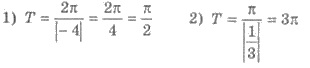 1) T = 2π/|−4| = 2π/4 = π/2 2) T = π/|1/3| = 3π